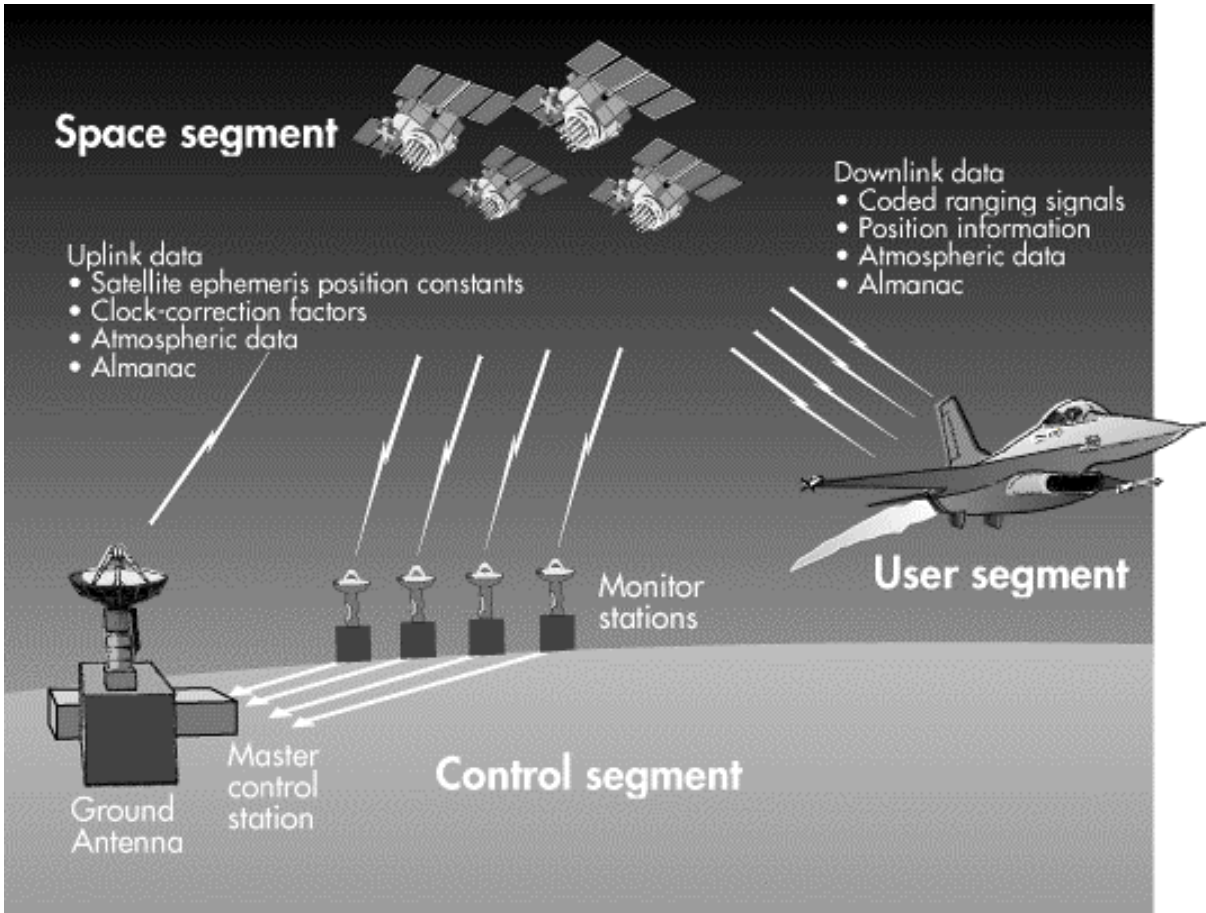 Space segment
Downlink data
• Coded ranging signals
• Position information
• Atmospheric data
• Almanac
Uplink data
• Satellite ephemeris position constants
• Clock-correction factors
• Atmospheric data
• Almanac
User segment
Monitor
stations
Control segment
Master
control
station
Ground
Antenna